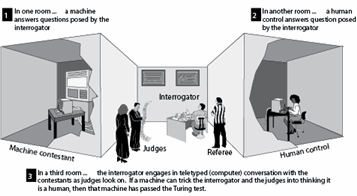 1 In one room ... a machine
answers questions posed by the
interrogator
2 In another room ... a human
control answers question posed
by the interrogator
Interrogator
Judges
Referee
Machine contestant
Human control
3 In a third room ... the interrogator engages in teletyped (computer) conversation with the
contestants as judges look on. If a machine can trick the interrogator and the judges into thinking it
is a human, then that machine has passed the Turing test.